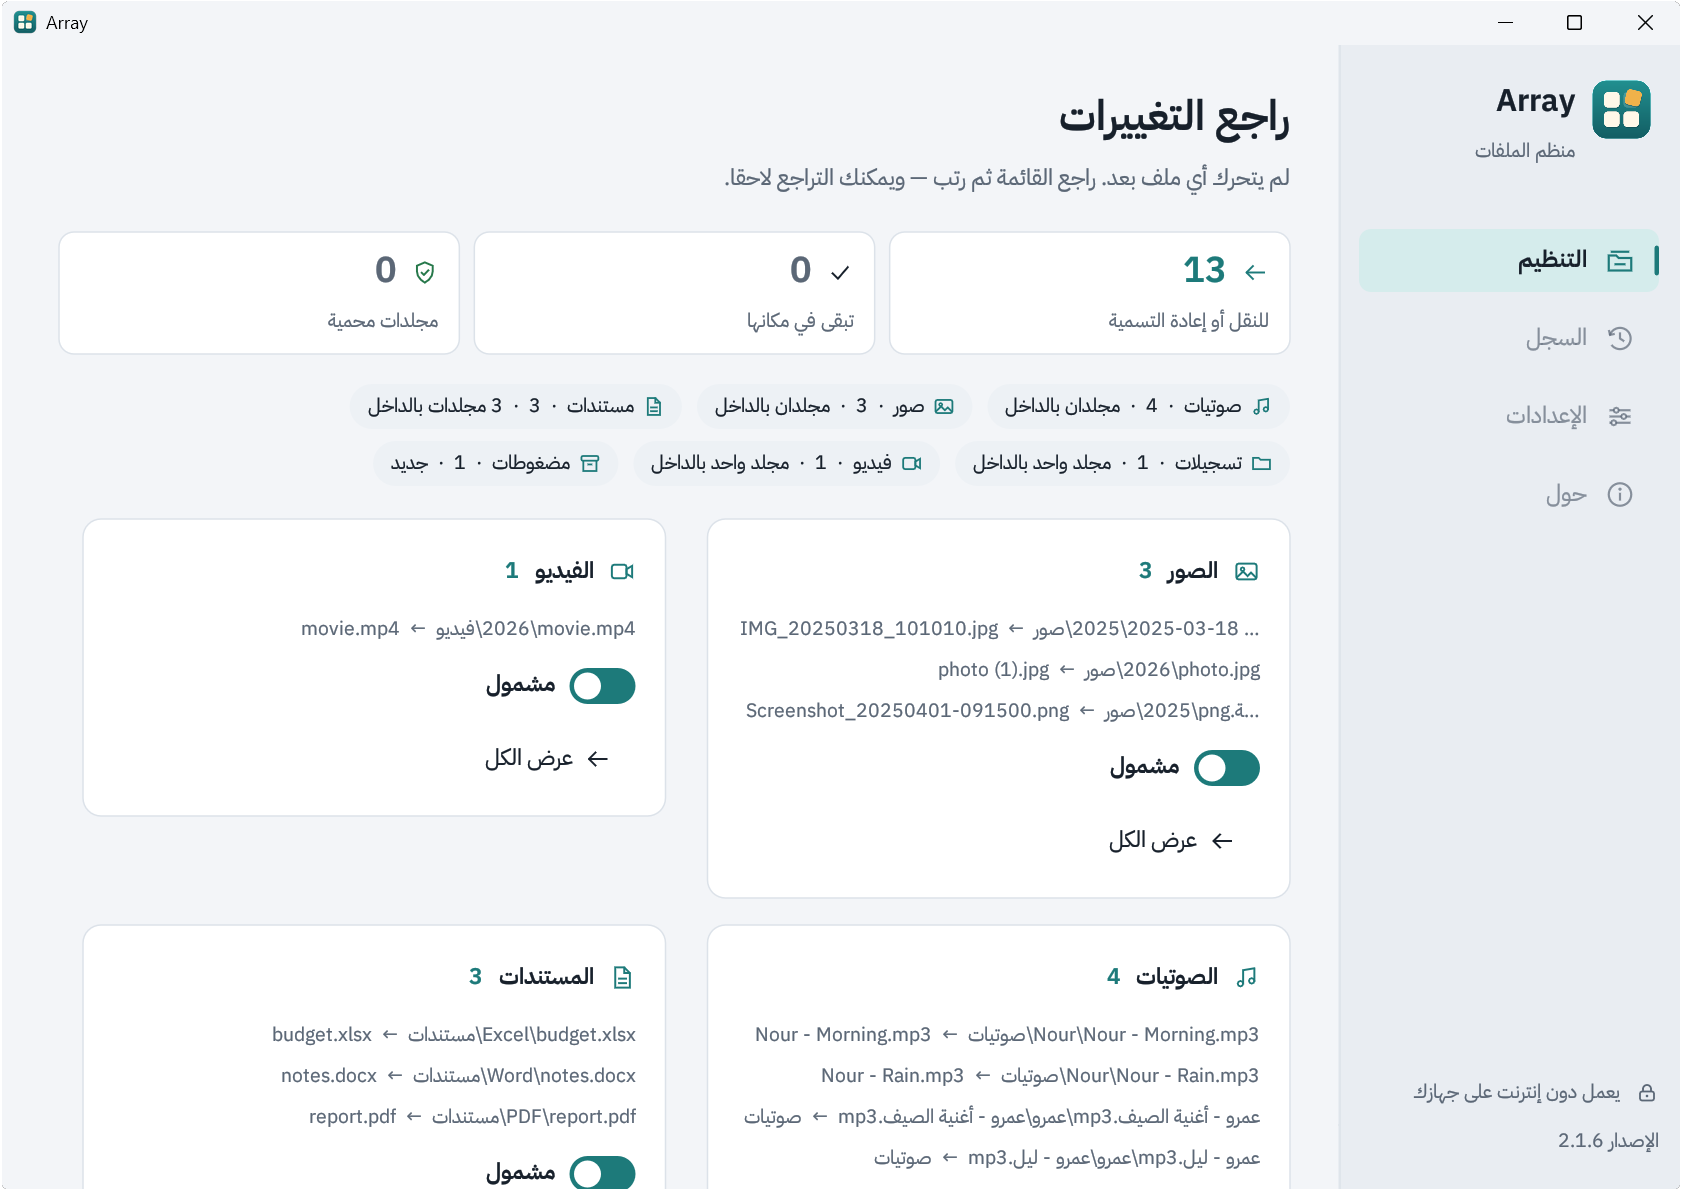 Array
Array
منظم الملفات
التنظيم
السجل
الإعدادات
حول
يعمل دون إنترنت على جهازك
الإصدار 2.1.6
راجع التغييرات
لم يتحرك أي ملف بعد. راجع القائمة ثم رتب — ويمكنك التراجع لاحقا.
13
للنقل أو إعادة التسمية
0
تبقى في مكانها
0
مجلدات محمية
صوتيات · 4 · مجلدان بالداخل
صور · 3 · مجلدان بالداخل
مستندات · 3 · 3 مجلدات بالداخل
تسجيلات · 1 · مجلد واحد بالداخل
فيديو · 1 · مجلد واحد بالداخل
مضغوطات · 1 · جديد
الصور 3
IMG_20250318_101010.jpg ← صور\2025\2025-03-18 ...
photo (1).jpg ← صور\2026\photo.jpg
Screenshot_20250401-091500.png ← صور\2025\png.ة...
مشمول
← عرض الكل
الفيديو 1
movie.mp4 ← فيديو\2026\movie.mp4
مشمول
← عرض الكل
الصوتيات 4
Nour - Morning.mp3 ← صوتيات\Nour\Nour - Morning.mp3
Nour - Rain.mp3 ← صوتيات\Nour\Nour - Rain.mp3
عمرو - أغنية الصيف.mp3 ← صوتيات\عمرو\عمرو - أغنية الصيف.mp3
عمرو - ليل.mp3 ← صوتيات\عمرو\عمرو - ليل.mp3
المستندات 3
budget.xlsx ← مستندات\Excel\budget.xlsx
notes.docx ← مستندات\Word\notes.docx
report.pdf ← مستندات\PDF\report.pdf
مشمول